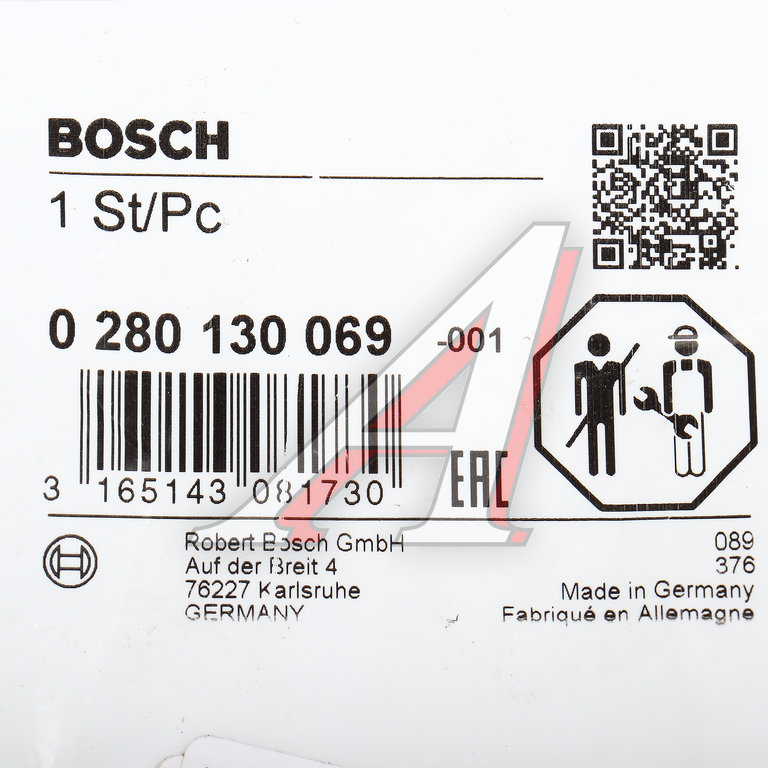 BOSCH
1 St/Pc
0 280 130 069 -001
3 165143 081730
EAC
Robert Bosch GmbH
Auf der Breit 4
76227 Karlsruhe
GERMANY
089
376
Made in Germany
Fabriqué en Allemagne